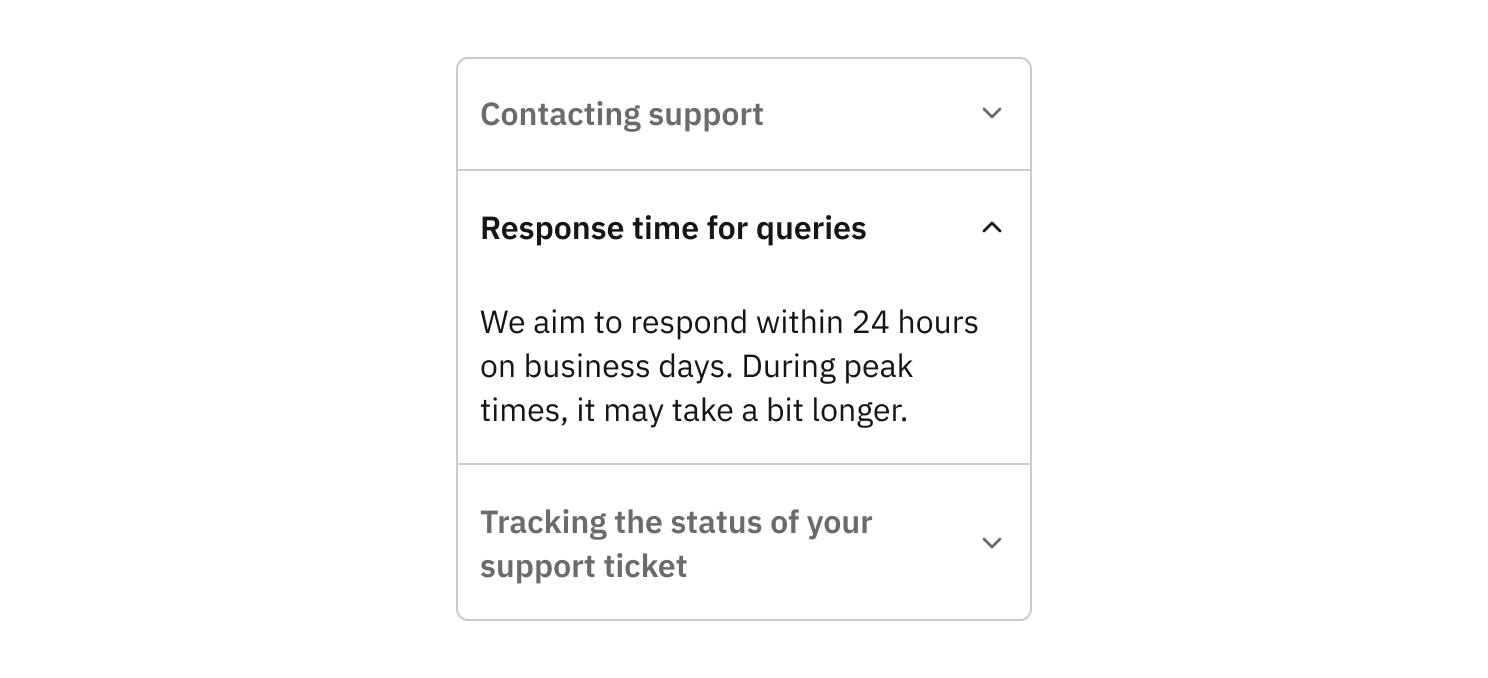 Contacting support
Response time for queries
We aim to respond within 24 hours
on business days. During peak
times, it may take a bit longer.
Tracking the status of your
support ticket